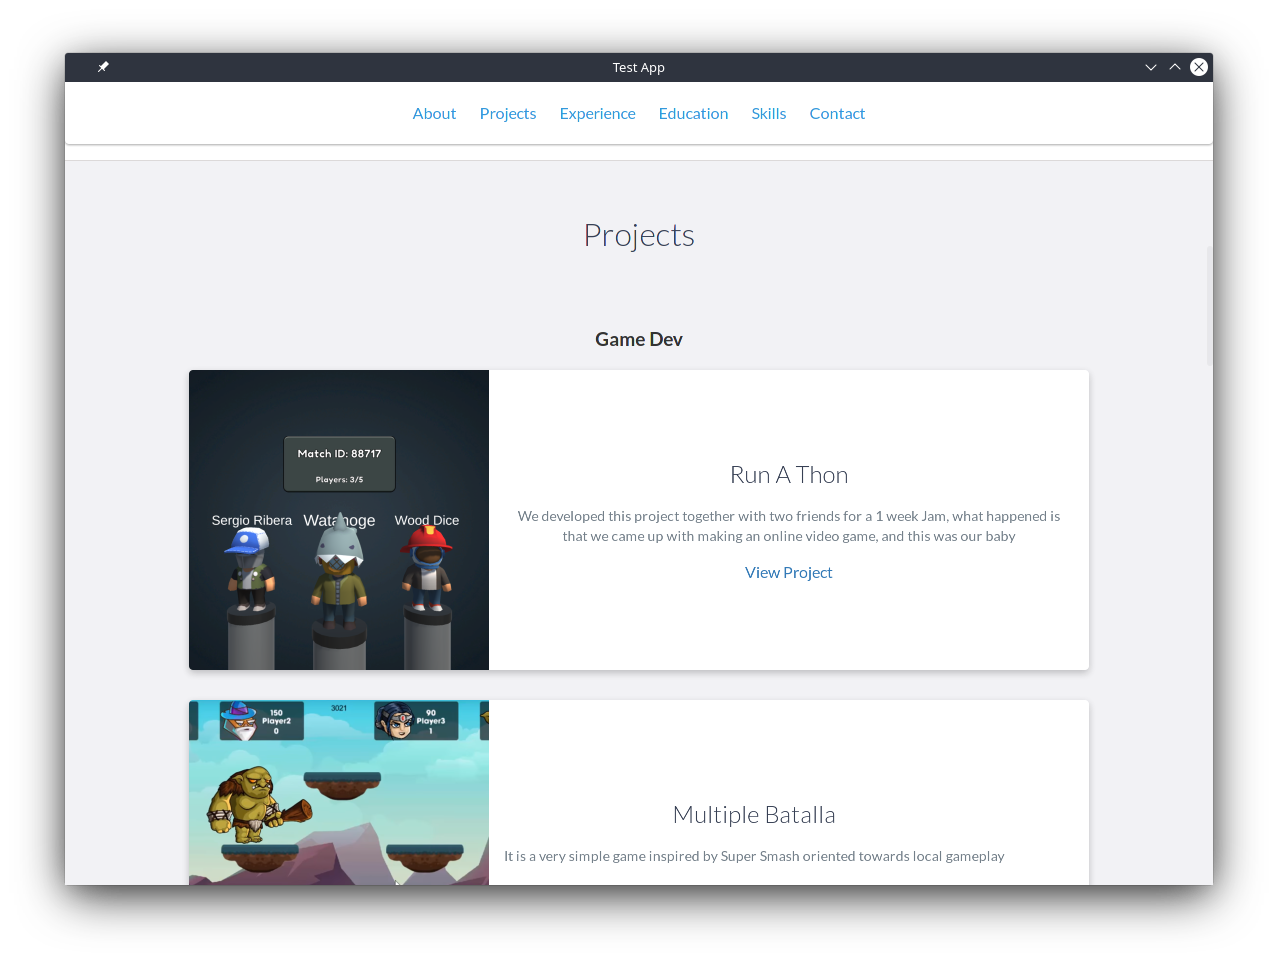 Test App
About Projects Experience Education Skills Contact
Projects
Game Dev
Match ID: 88717
Players: 3/5
Sergio Ribera Watahoge Wood Dice
Run A Thon
We developed this project together with two friends for a 1 week Jam, what happened is
that we came up with making an online video game, and this was our baby
View Project
150
Player2
0
3021
90
Player3
1
Multiple Batalla
It is a very simple game inspired by Super Smash oriented towards local gameplay